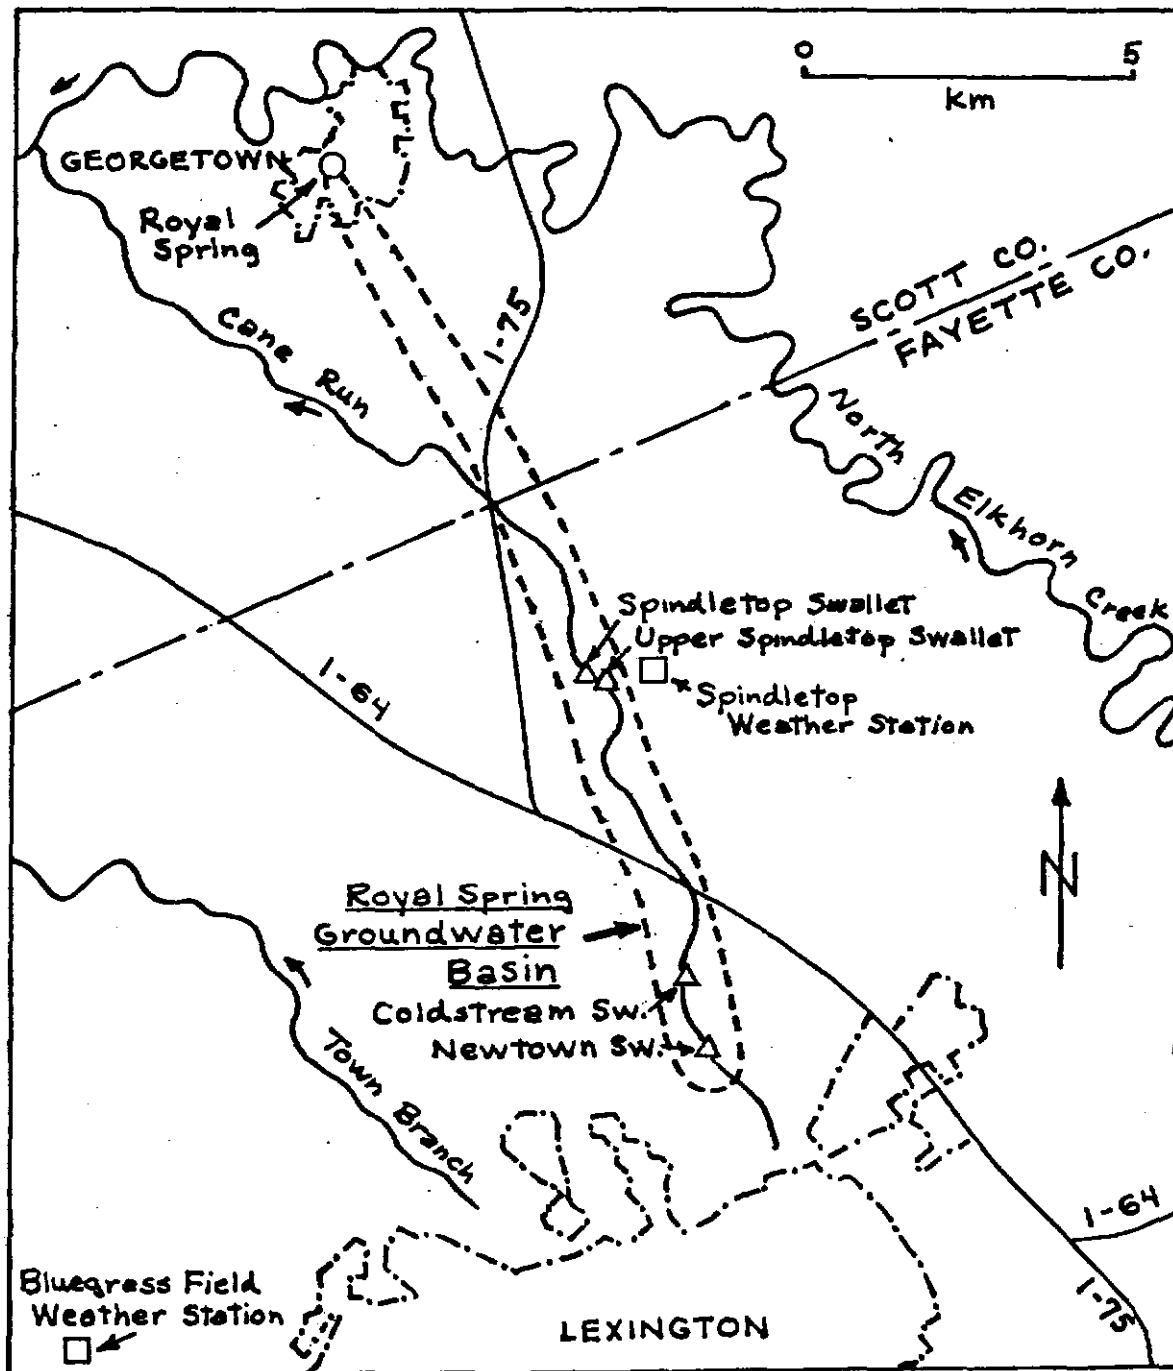 0 5
km
GEORGETOWN
Royal
Spring
Cane Run
I-75
SCOTT CO.
FAYETTE CO.
North Elkhorn Creek
Spindletop Swallet
Upper Spindletop Swallet
Spindletop
Weather Station
I-64
N
Royal Spring
Groundwater
Basin
Coldstream Sw.
Newtown Sw.
Town Branch
I-64
I-75
Bluegrass Field
Weather Station
LEXINGTON